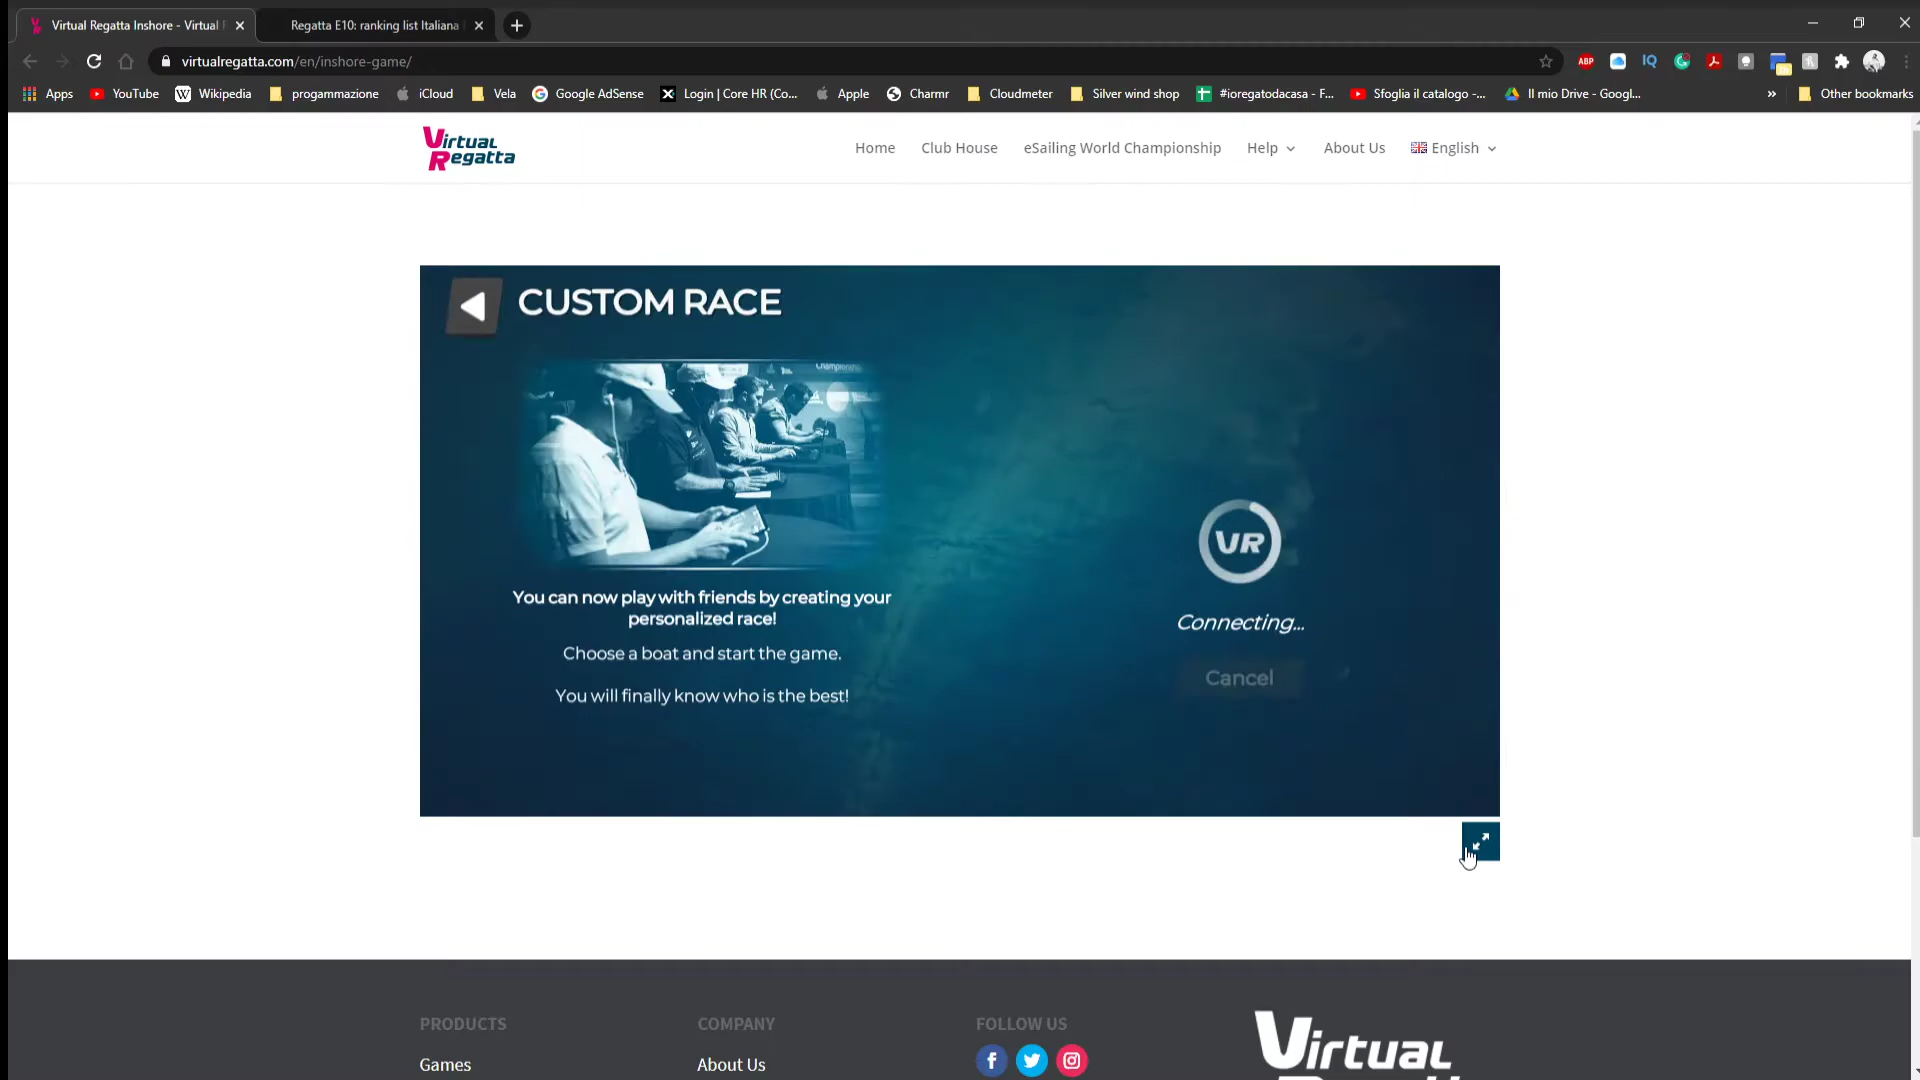 Virtual Regatta Inshore - Virtual
Regatta E10: ranking list Italiana
virtualregatta.com/en/inshore-game/
ABP
IQ
Apps
YouTube
W Wikipedia
progammazione
iCloud
Vela
G Google AdSense
Login | Core HR (Co...
Apple
Charmr
Cloudmeter
Silver wind shop
#ioregatodacasa - F...
Sfoglia il catalogo -...
Il mio Drive - Googl...
»
Other bookmarks
Virtual
Regatta
Home
Club House
eSailing World Championship
Help
About Us
English
CUSTOM RACE
You can now play with friends by creating your
personalized race!
Choose a boat and start the game.
You will finally know who is the best!
VR
Connecting...
Cancel
PRODUCTS
COMPANY
FOLLOW US
Games
About Us
Virtual